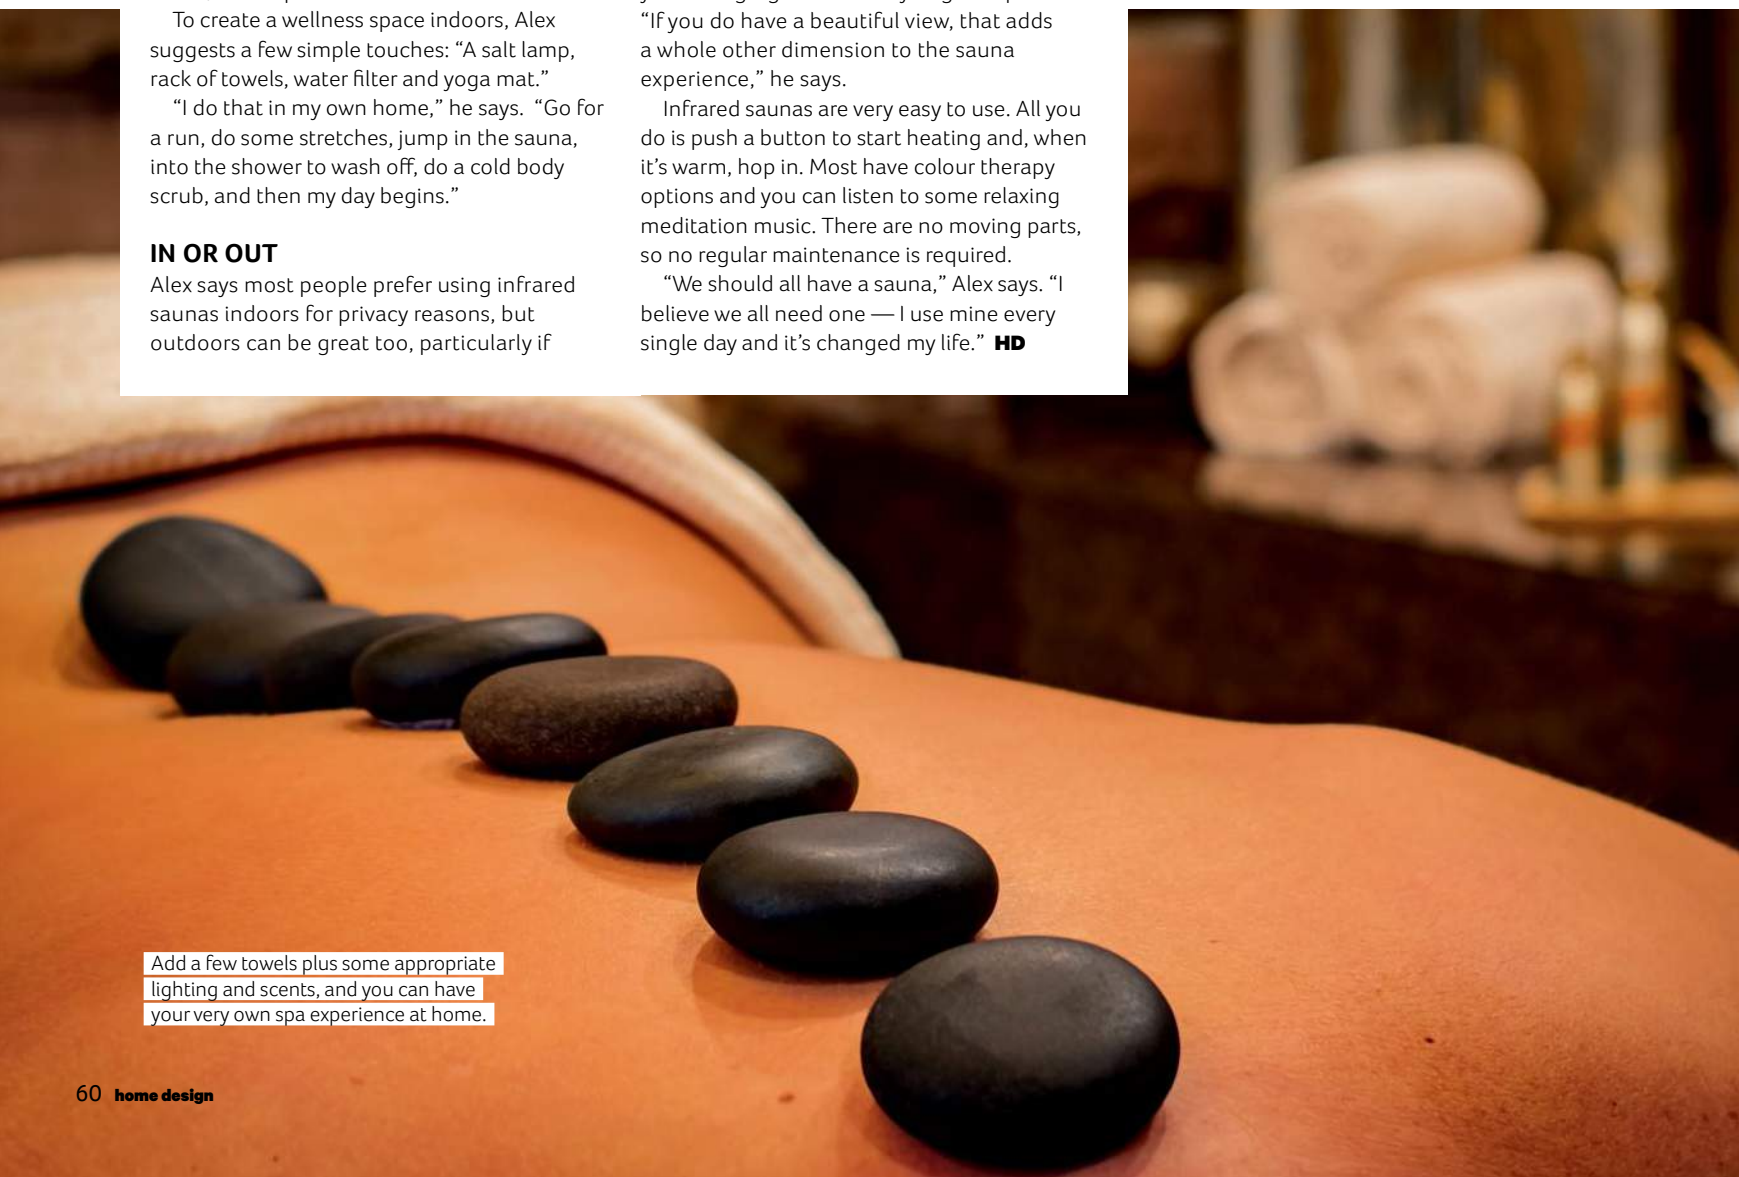 To create a wellness space indoors, Alex
suggests a few simple touches: “A salt lamp,
rack of towels, water filter and yoga mat.”
“I do that in my own home,” he says. “Go for
a run, do some stretches, jump in the sauna,
into the shower to wash off, do a cold body
scrub, and then my day begins.”
IN OR OUT
Alex says most people prefer using infrared
saunas indoors for privacy reasons, but
outdoors can be great too, particularly if
“If you do have a beautiful view, that adds
a whole other dimension to the sauna
experience,” he says.
Infrared saunas are very easy to use. All you
do is push a button to start heating and, when
it’s warm, hop in. Most have colour therapy
options and you can listen to some relaxing
meditation music. There are no moving parts,
so no regular maintenance is required.
“We should all have a sauna,” Alex says. “I
believe we all need one — I use mine every
single day and it’s changed my life.” HD
Add a few towels plus some appropriate
lighting and scents, and you can have
your very own spa experience at home.
60 home design